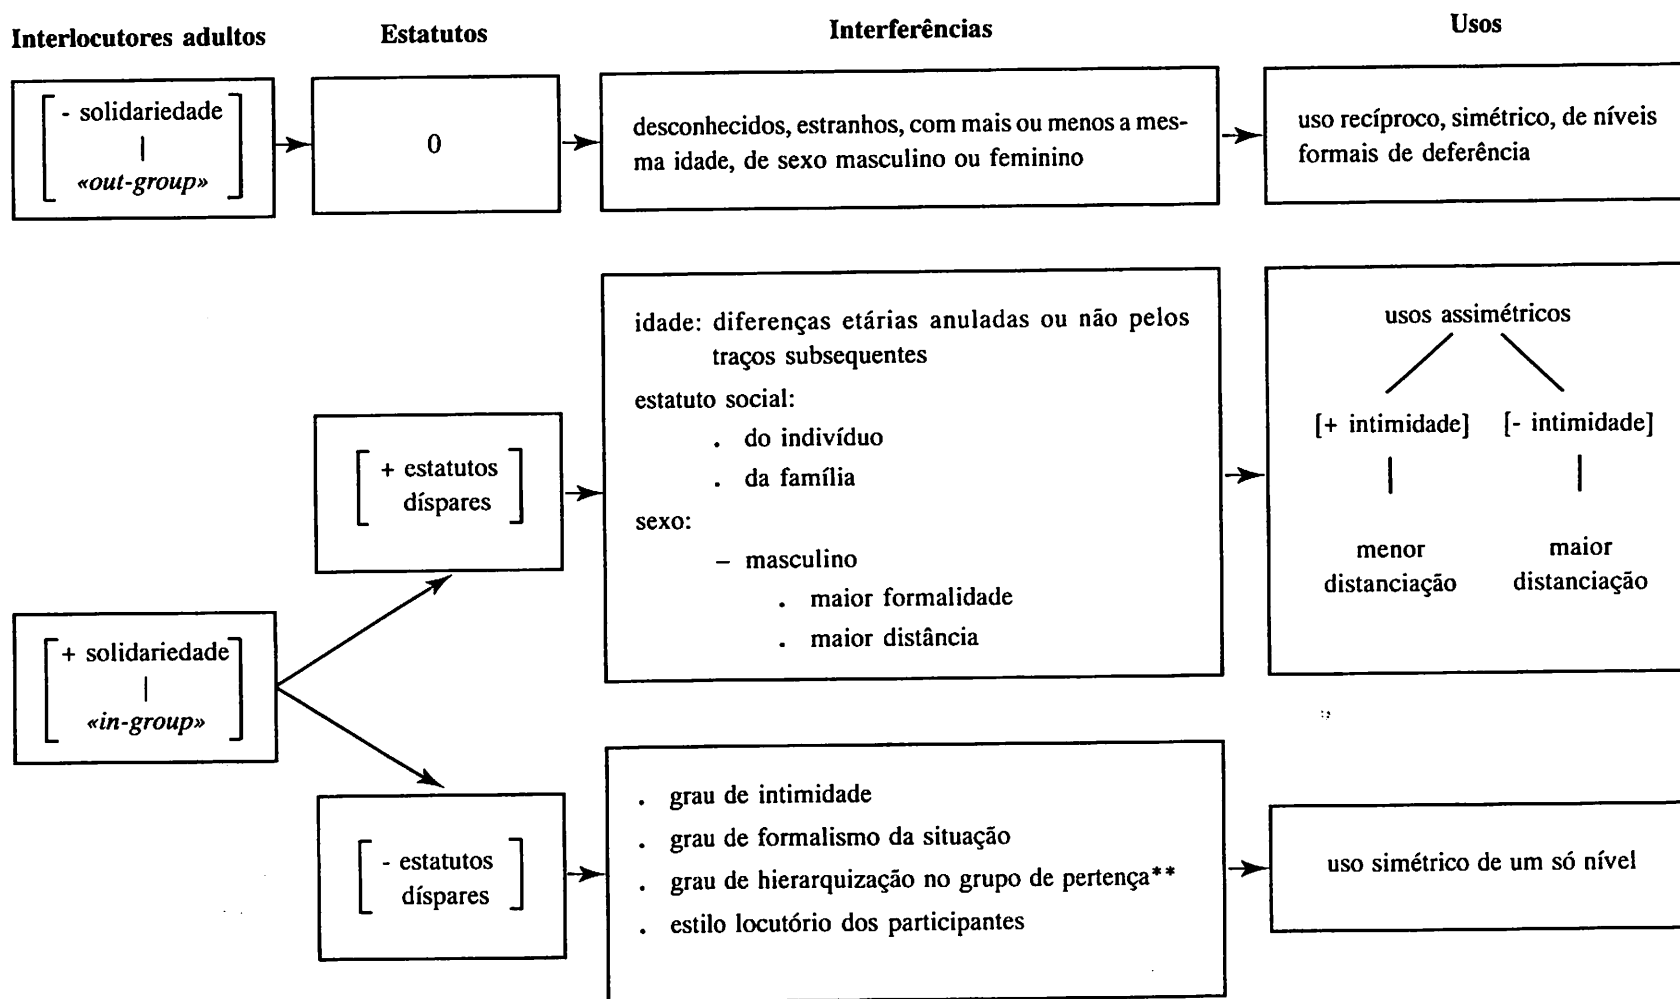 Interlocutores adultos
Estatutos
Interferências
Usos
- solidariedade
|
«out-group»
0
desconhecidos, estranhos, com mais ou menos a mes-
ma idade, de sexo masculino ou feminino
uso recíproco, simétrico, de níveis
formais de deferência
+ solidariedade
|
«in-group»
+ estatutos
díspares
idade: diferenças etárias anuladas ou não pelos
traços subsequentes
estatuto social:
. do indivíduo
. da família
sexo:
– masculino
. maior formalidade
. maior distância
usos assimétricos
[+ intimidade] [- intimidade]
| |
menor maior
distanciação distanciação
- estatutos
díspares
. grau de intimidade
. grau de formalismo da situação
. grau de hierarquização no grupo de pertença**
. estilo locutório dos participantes
uso simétrico de um só nível